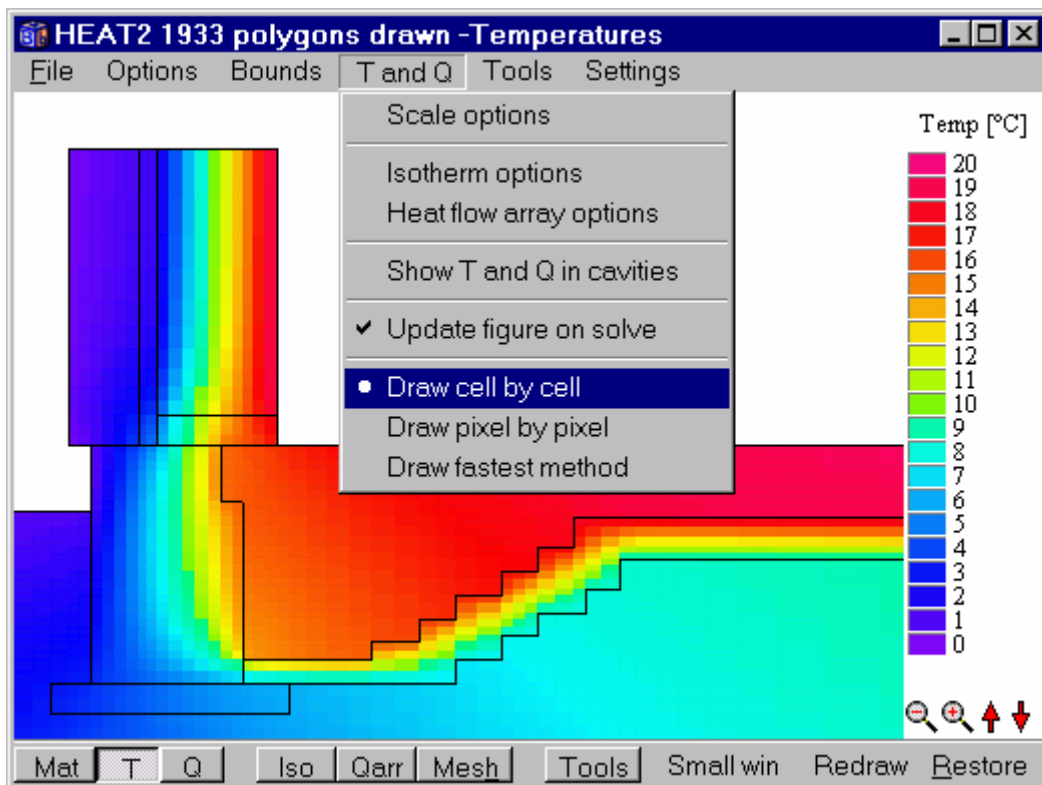 HEAT2 1933 polygons drawn -Temperatures
File Options Bounds T and Q Tools Settings
Scale options
Isotherm options
Heat flow array options
Show T and Q in cavities
Update figure on solve
Draw cell by cell
Draw pixel by pixel
Draw fastest method
Temp [°C]
20
19
18
17
16
15
14
13
12
11
10
9
8
7
6
5
4
3
2
1
0
Mat T Q Iso Qarr Mesh Tools Small win Redraw Restore